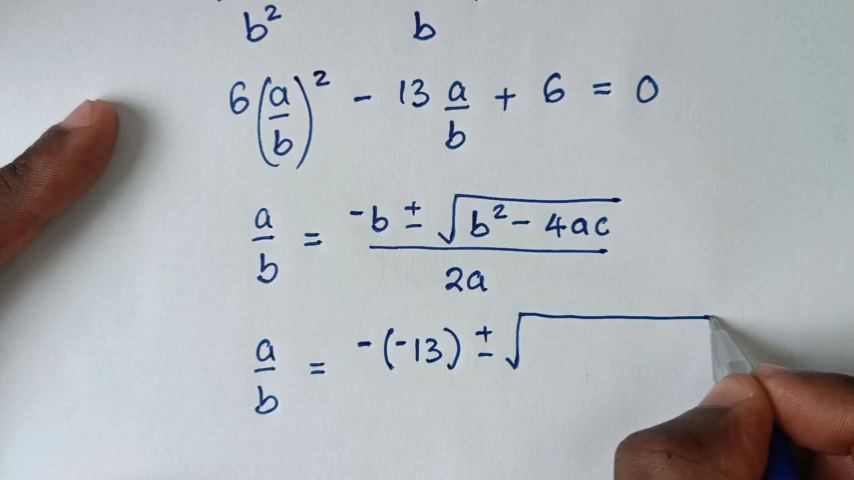 b² b
6(a/b)² - 13 a/b + 6 = 0
a/b = -b ± √(b² - 4ac) / 2a
a/b = -(-13) ± √